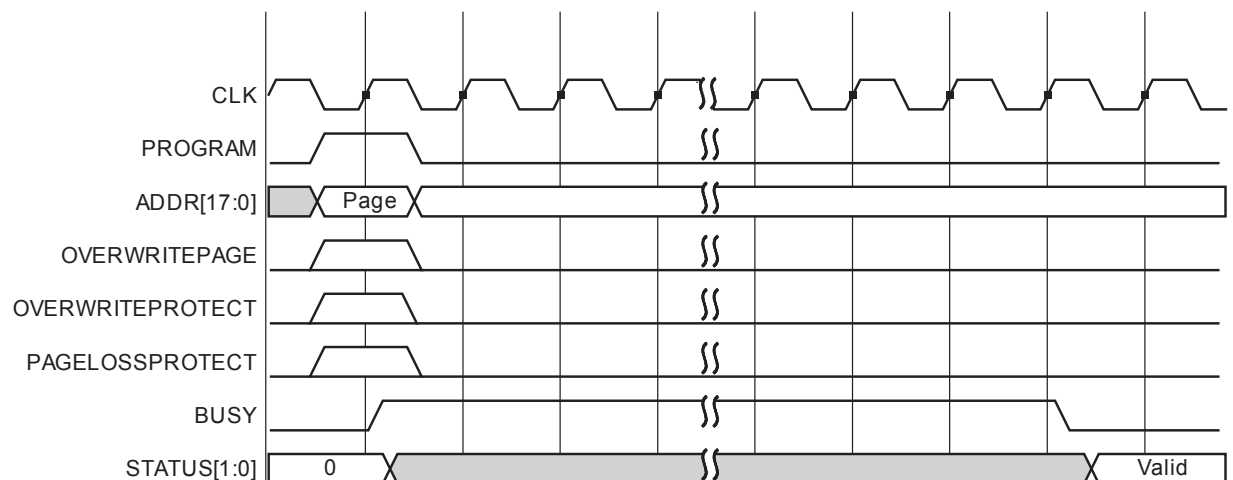 CLK
PROGRAM
ADDR[17:0] Page
OVERWRITEPAGE
OVERWRITEPROTECT
PAGELOSSPROTECT
BUSY
STATUS[1:0] 0 Valid